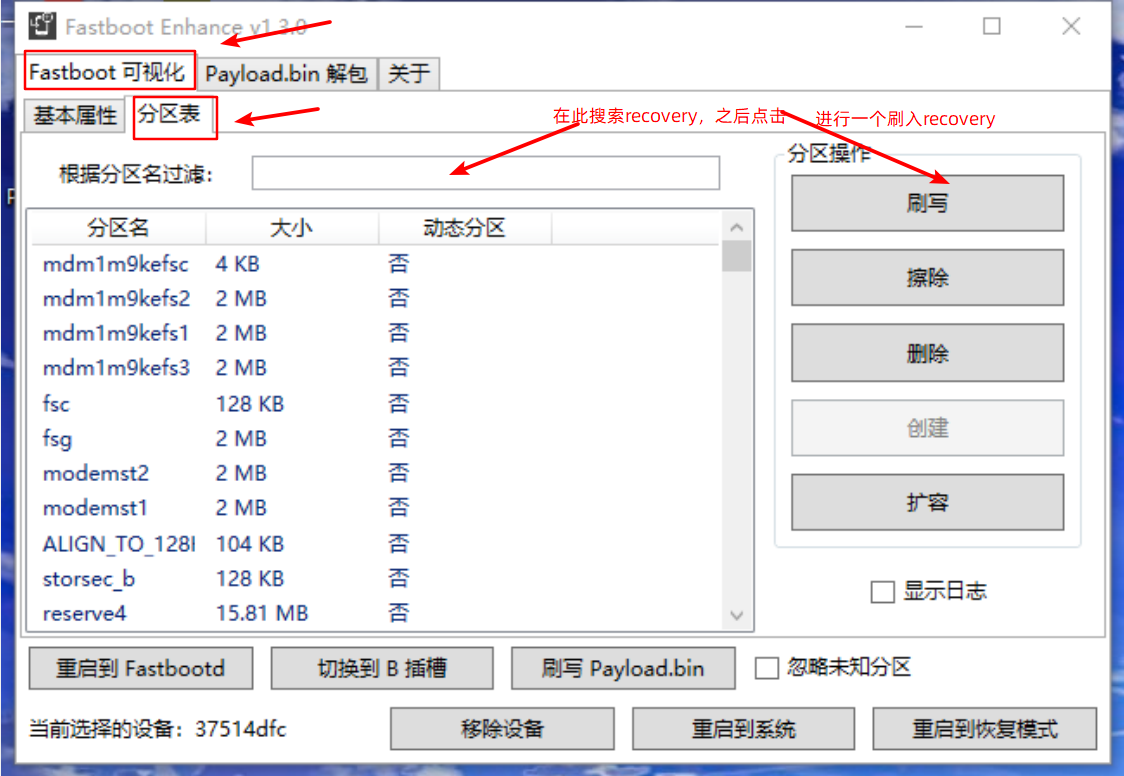 Fastboot Enhance v1.3.0
Fastboot 可视化 Payload.bin 解包 关于
基本属性 分区表
在此搜索recovery，之后点击 进行一个刷入recovery
根据分区名过滤:
分区操作
刷写
分区名 大小 动态分区
mdm1m9kefsc 4 KB 否
擦除
mdm1m9kefs2 2 MB 否
mdm1m9kefs1 2 MB 否
删除
mdm1m9kefs3 2 MB 否
fsc 128 KB 否
创建
fsg 2 MB 否
modemst2 2 MB 否
扩容
modemst1 2 MB 否
ALIGN_TO_128 104 KB 否
storsec_b 128 KB 否
显示日志
reserve4 15.81 MB 否
重启到 Fastbootd 切换到 B 插槽 刷写 Payload.bin 忽略未知分区
当前选择的设备: 37514dfc 移除设备 重启到系统 重启到恢复模式